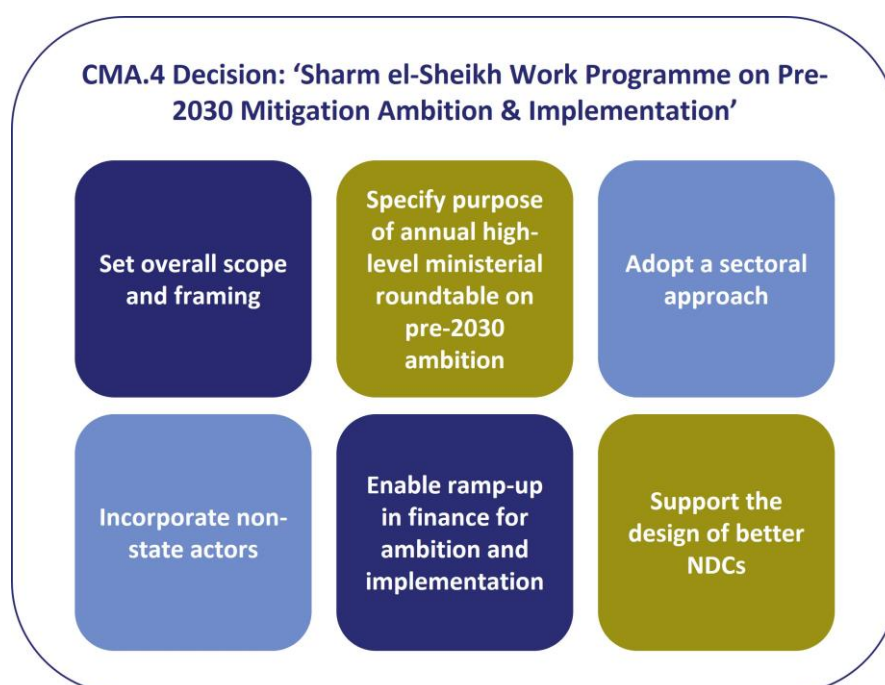 CMA.4 Decision: ‘Sharm el-Sheikh Work Programme on Pre-
2030 Mitigation Ambition & Implementation’
Set overall scope
and framing
Specify purpose
of annual high-
level ministerial
roundtable on
pre-2030
ambition
Adopt a sectoral
approach
Incorporate non-
state actors
Enable ramp-up
in finance for
ambition and
implementation
Support the
design of better
NDCs